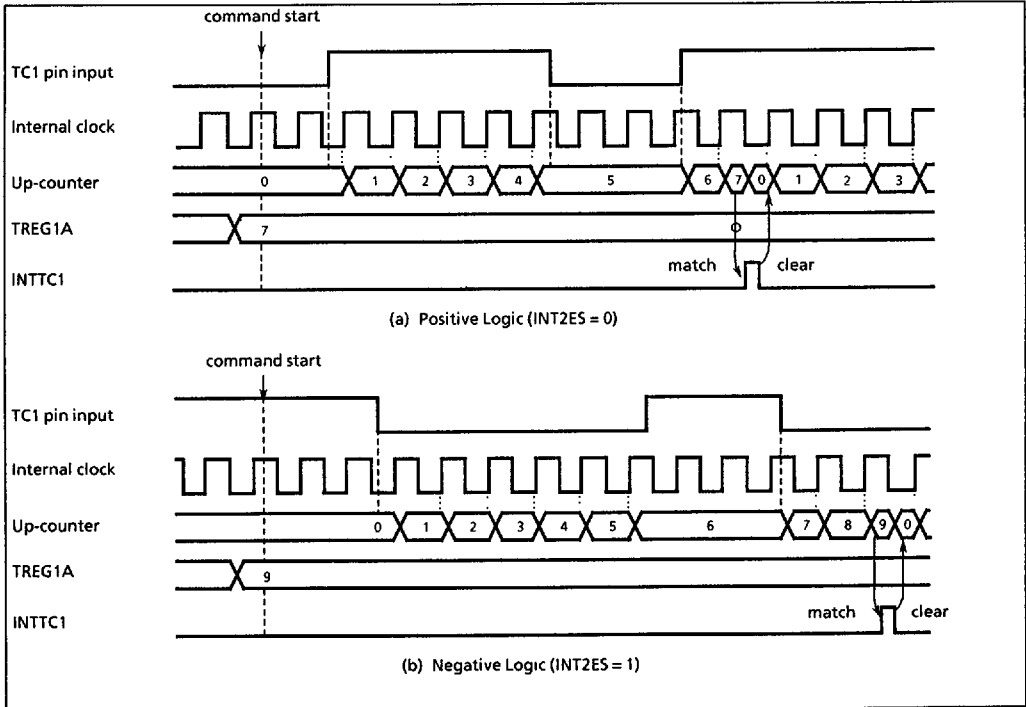 command start
TC1 pin input
Internal clock
Up-counter 0 1 2 3 4 5 6 7 0 1 2 3
TREG1A 7
match clear
INTTC1
(a) Positive Logic (INT2ES = 0)
command start
TC1 pin input
Internal clock
Up-counter 0 1 2 3 4 5 6 7 8 9 0
TREG1A 9
match clear
INTTC1
(b) Negative Logic (INT2ES = 1)